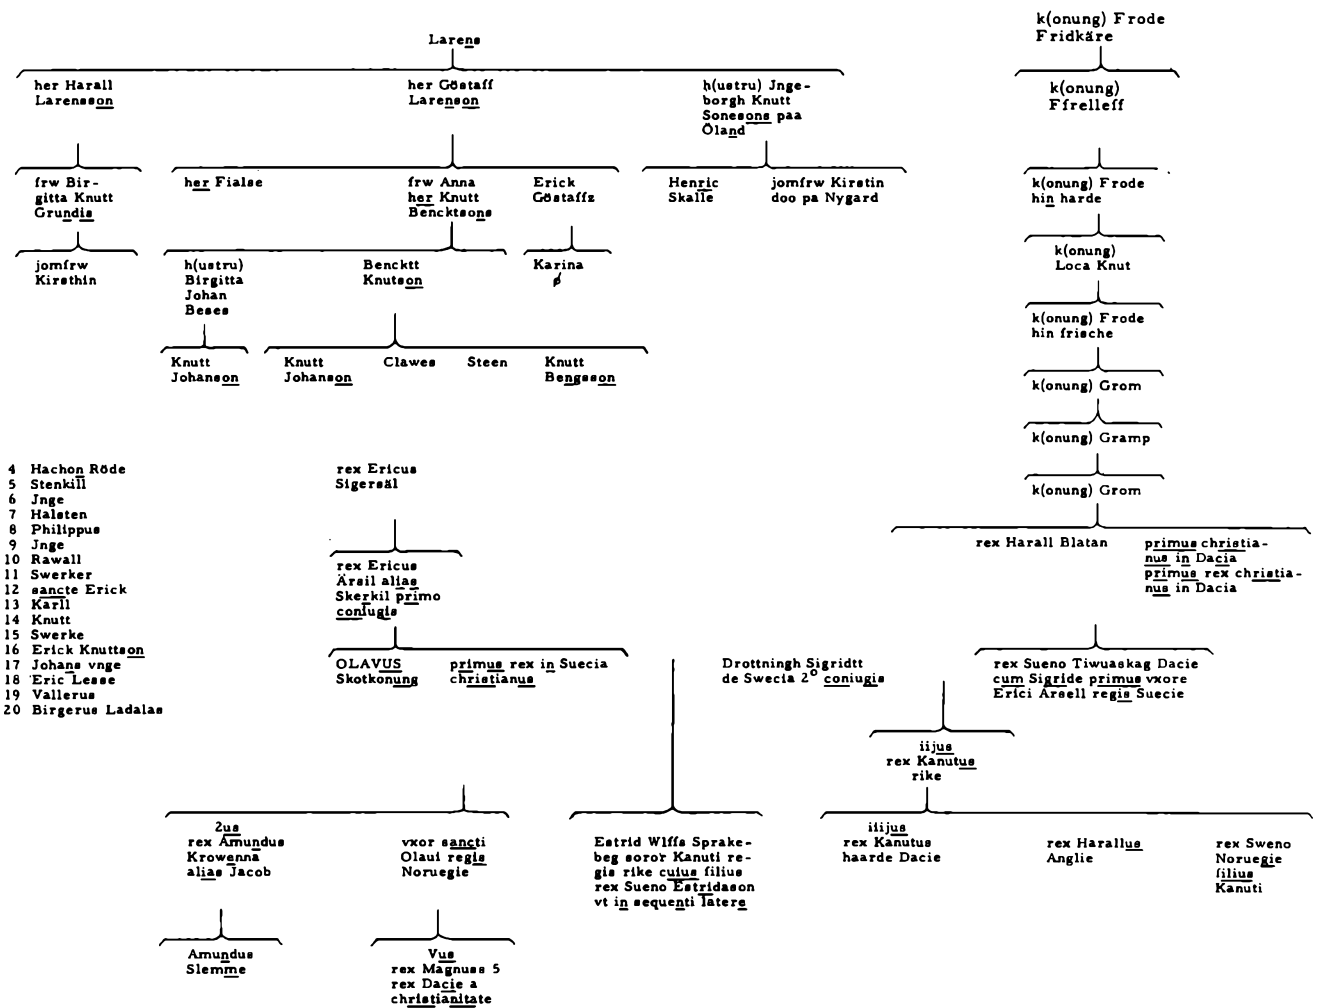 Larens
her Harall
Larensson
her Göstaff
Larenson
h(ustru) Jnge-
borgh Knutt
Sonesons paa
Öland
frw Bir-
gitta Knutt
Grundis
her Fialse
frw Anna
her Knutt
Bencktsons
Erick
Göstaffz
Henric
Skalle
jomfrw Kirstin
doo pa Nygard
jomfrw
Kirsthin
h(ustru)
Birgitta
Johan
Beses
Bencktt
Knutson
Karina
ꞥ
Knutt
Johanson
Knutt
Johanson
Clawes
Steen
Knutt
Bengsson
k(onung) Frode
Fridkäre
k(onung)
Ffrelleff
k(onung) Frode
hin harde
k(onung)
Loca Knut
k(onung) Frode
hin frische
k(onung) Grom
k(onung) Gramp
k(onung) Grom
rex Harall Blatan
primus christia-
nus in Dacia
primus rex christia-
nus in Dacia
4 Hachon Röde
5 Stenkill
6 Jnge
7 Halsten
8 Philippus
9 Jnge
10 Rawall
11 Swerker
12 sancte Erick
13 Karll
14 Knutt
15 Swerke
16 Erick Knuttson
17 Johans vnge
18 Eric Lesse
19 Vallerus
20 Birgerus Ladalas
rex Ericus
Sigersäl
rex Ericus
Ärsil alias
Skerkil primo
coniugis
OLAVUS
Skotkonung
primus rex in Suecia
christianus
Drottningh Sigridtt
de Swecia 2º coniugis
rex Sueno Tiwuaskag Dacie
cum Sigride primus vxore
Erici Arsell regis Suecie
iijus
rex Kanutus
rike
2us
rex Amundus
Krowenna
alias Jacob
vxor sancti
Olaui regis
Noruegie
Estrid Wlffs Sprake-
beg soror Kanuti re-
gis rike cuius filius
rex Sueno Estridason
vt in sequenti latere
iiijus
rex Kanutus
haarde Dacie
rex Harallus
Anglie
rex Sweno
Noruegie
filius
Kanuti
Amundus
Slemme
Vus
rex Magnuss 5
rex Dacie a
christianitate